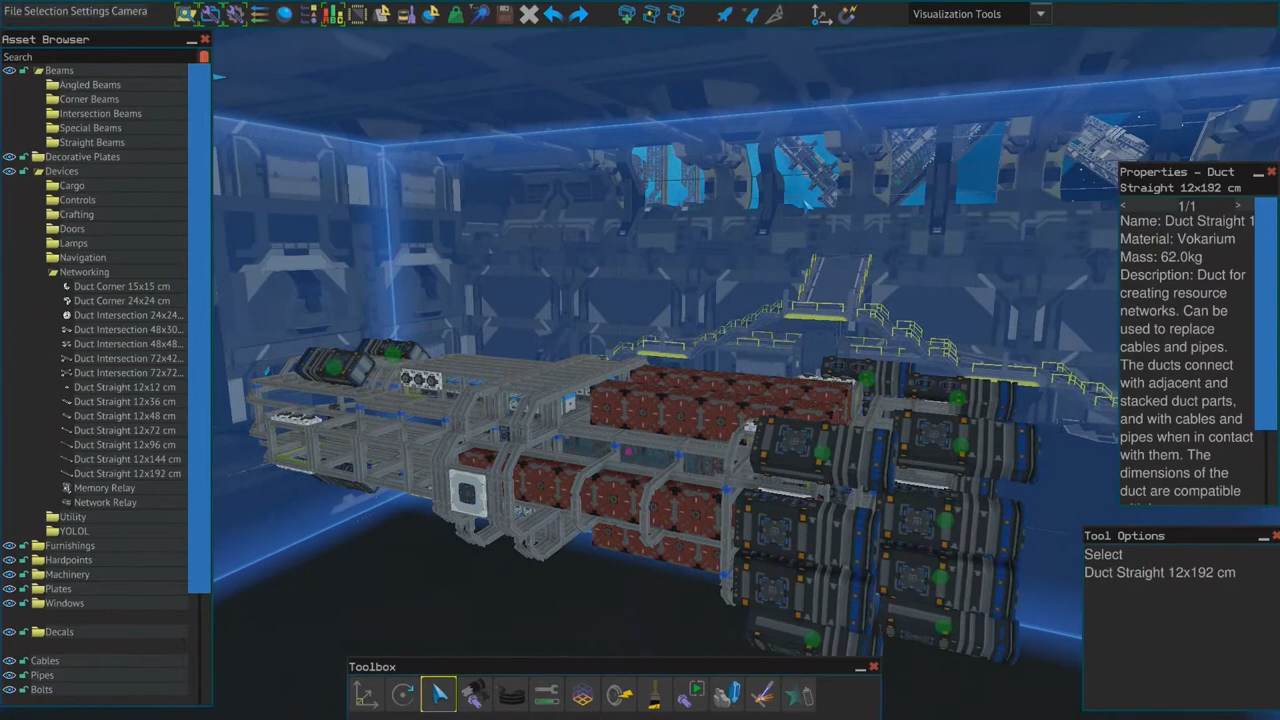 File Selection Settings Camera
Visualization Tools
Asset Browser
Search
Beams
Angled Beams
Corner Beams
Intersection Beams
Special Beams
Straight Beams
Decorative Plates
Devices
Cargo
Controls
Crafting
Doors
Lamps
Navigation
Networking
Duct Corner 15x15 cm
Duct Corner 24x24 cm
Duct Intersection 24x24...
Duct Intersection 48x30...
Duct Intersection 48x48...
Duct Intersection 72x42...
Duct Intersection 72x72...
Duct Straight 12x12 cm
Duct Straight 12x36 cm
Duct Straight 12x48 cm
Duct Straight 12x72 cm
Duct Straight 12x96 cm
Duct Straight 12x144 cm
Duct Straight 12x192 cm
Memory Relay
Network Relay
Utility
YOLOL
Furnishings
Hardpoints
Machinery
Plates
Windows
Decals
Cables
Pipes
Bolts
Properties - Duct
Straight 12x192 cm
< 1/1 >
Name: Duct Straight 1
Material: Vokarium
Mass: 62.0kg
Description: Duct for
creating resource
networks. Can be
used to replace
cables and pipes.
The ducts connect
with adjacent and
stacked duct parts,
and with cables and
pipes when in contact
with them. The
dimensions of the
duct are compatible
Tool Options
Select
Duct Straight 12x192 cm
Toolbox